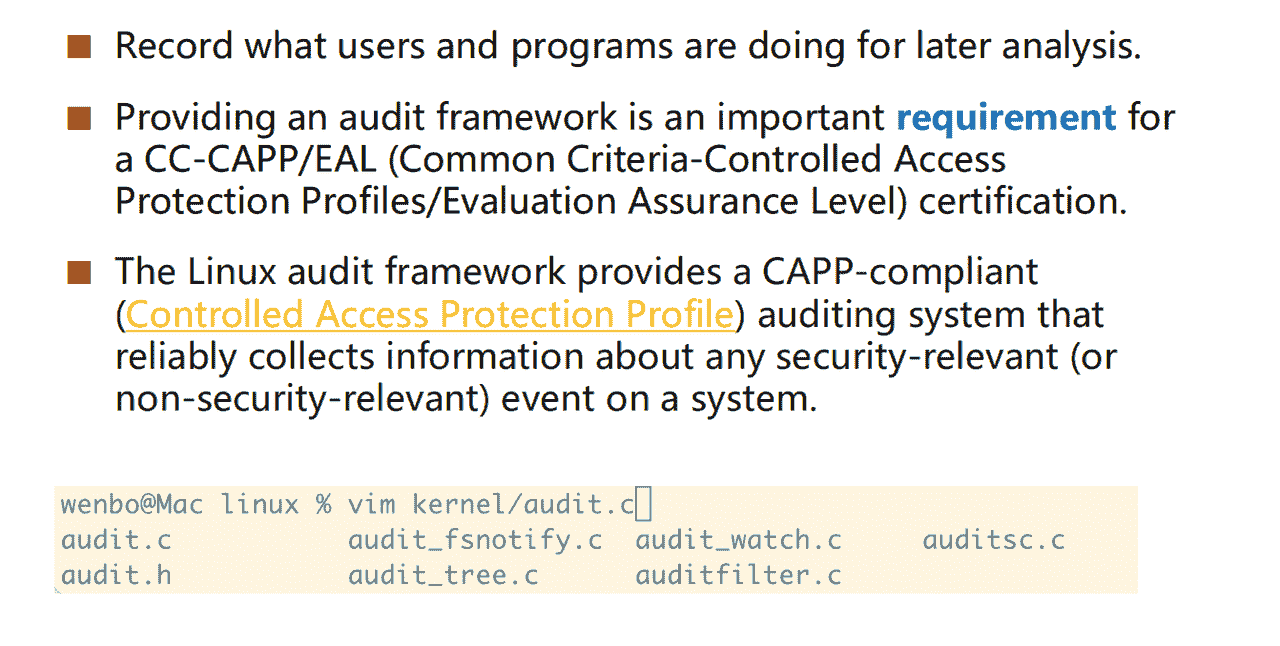 Record what users and programs are doing for later analysis.
Providing an audit framework is an important requirement for
a CC-CAPP/EAL (Common Criteria-Controlled Access
Protection Profiles/Evaluation Assurance Level) certification.
The Linux audit framework provides a CAPP-compliant
(Controlled Access Protection Profile) auditing system that
reliably collects information about any security-relevant (or
non-security-relevant) event on a system.
wenbo@Mac linux % vim kernel/audit.c
audit.c audit_fsnotify.c audit_watch.c auditsc.c
audit.h audit_tree.c auditfilter.c